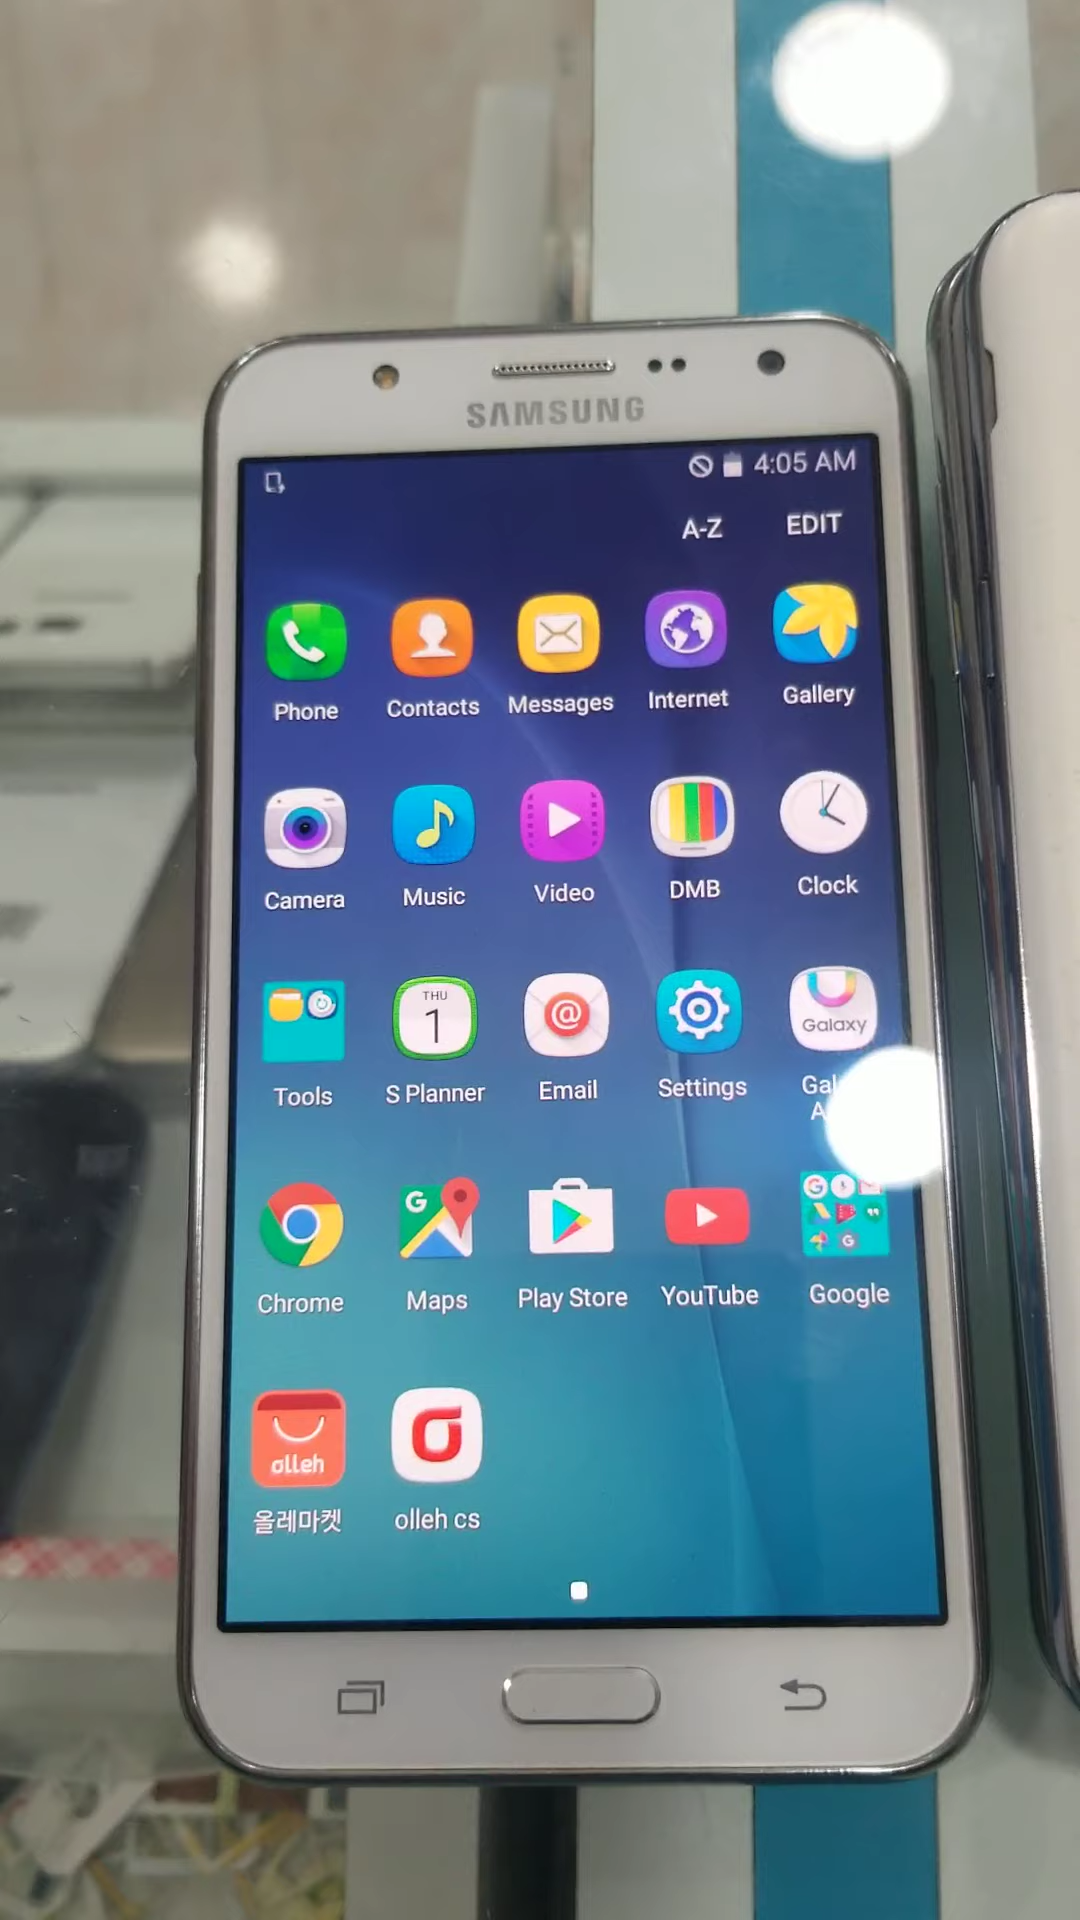 SAMSUNG
4:05 AM
A-Z EDIT
Phone Contacts Messages Internet Gallery
Camera Music Video DMB Clock
THU
1
@
Galaxy
Tools S Planner Email Settings
Chrome Maps Play Store YouTube Google
olleh
올레마켓 olleh cs